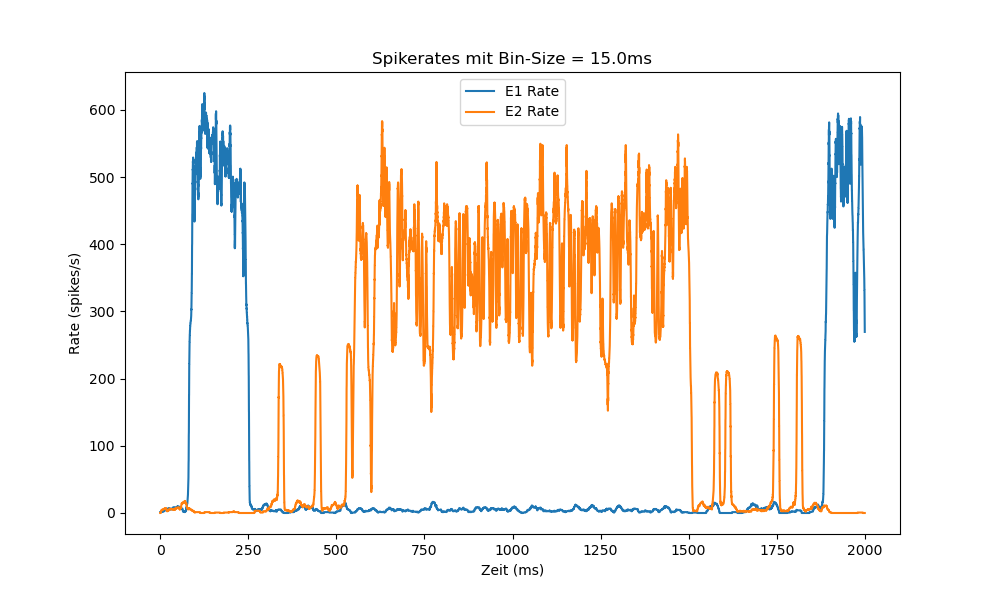 Spikerates mit Bin-Size = 15.0ms
E1 Rate
E2 Rate
Rate (spikes/s)
600
500
400
300
200
100
0
0 250 500 750 1000 1250 1500 1750 2000
Zeit (ms)